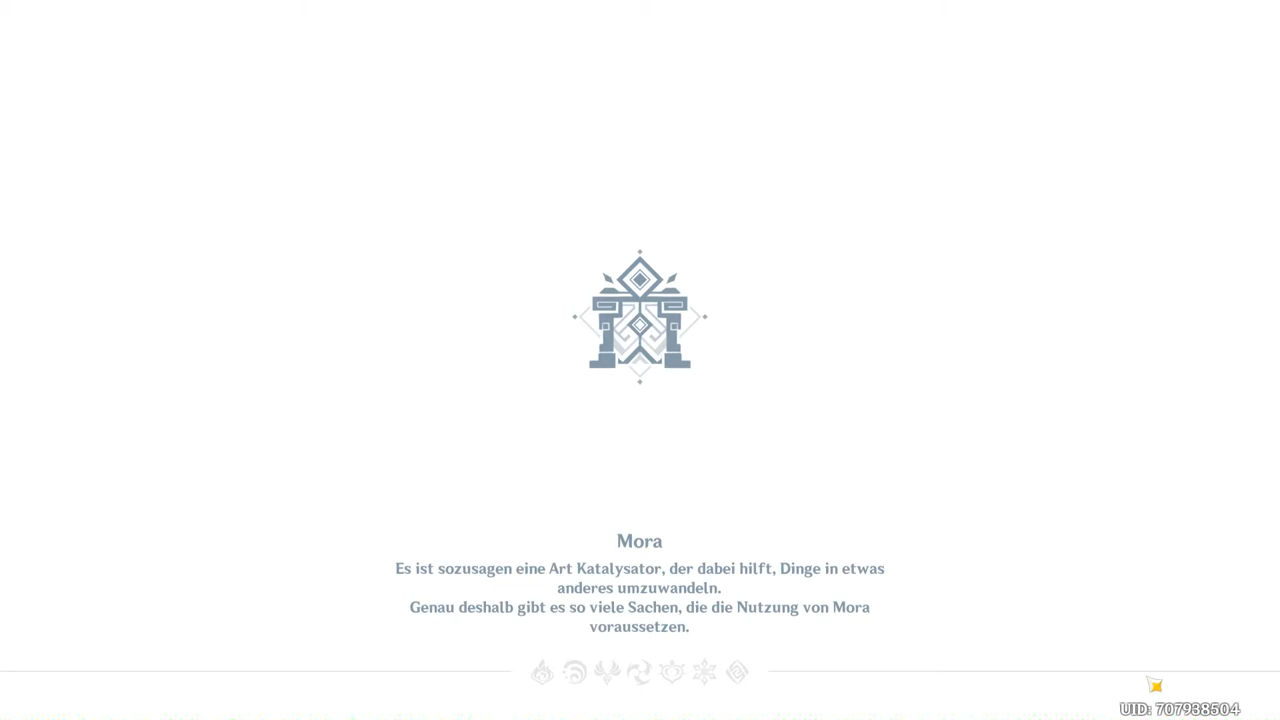 Mora
Es ist sozusagen eine Art Katalysator, der dabei hilft, Dinge in etwas
anderes umzuwandeln.
Genau deshalb gibt es so viele Sachen, die die Nutzung von Mora
voraussetzen.
UID: 707938504